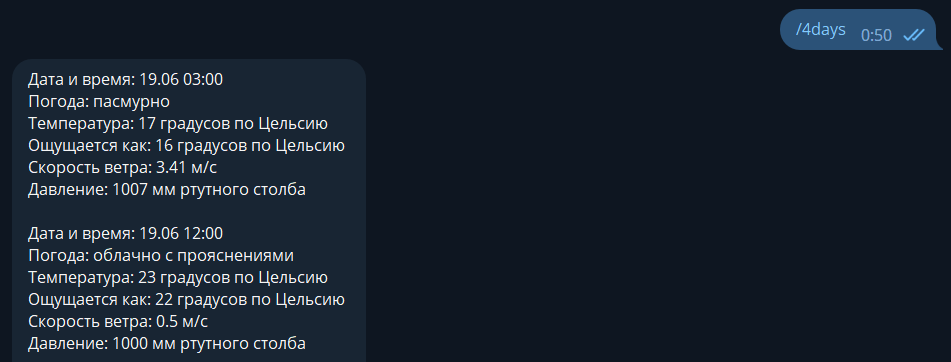 /4days 0:50
Дата и время: 19.06 03:00
Погода: пасмурно
Температура: 17 градусов по Цельсию
Ощущается как: 16 градусов по Цельсию
Скорость ветра: 3.41 м/с
Давление: 1007 мм ртутного столба
Дата и время: 19.06 12:00
Погода: облачно с прояснениями
Температура: 23 градусов по Цельсию
Ощущается как: 22 градусов по Цельсию
Скорость ветра: 0.5 м/с
Давление: 1000 мм ртутного столба